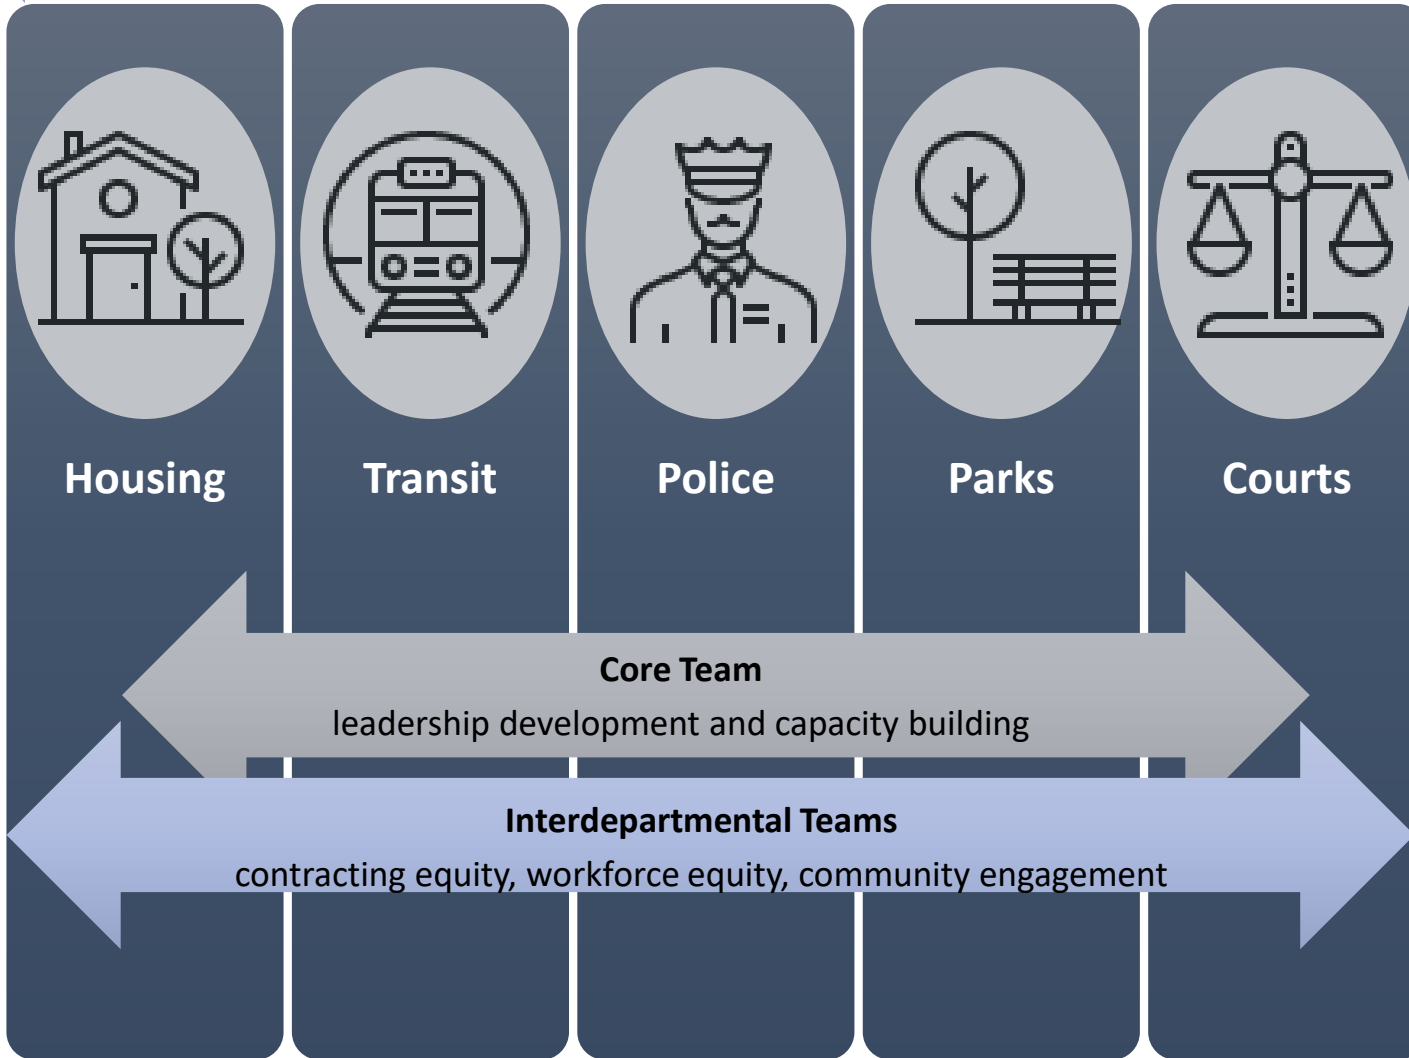 Housing
Transit
Police
Parks
Courts
Core Team
leadership development and capacity building
Interdepartmental Teams
contracting equity, workforce equity, community engagement